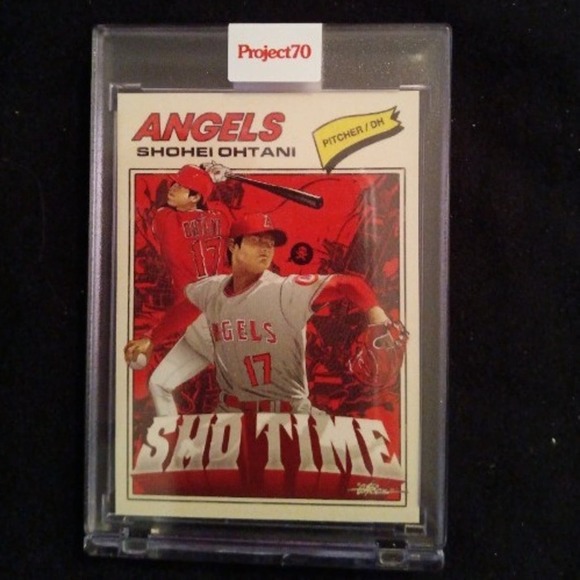 Project70
ANGELS
SHOHEI OHTANI
PITCHER/DH
17
ANGELS
17
SHO TIME